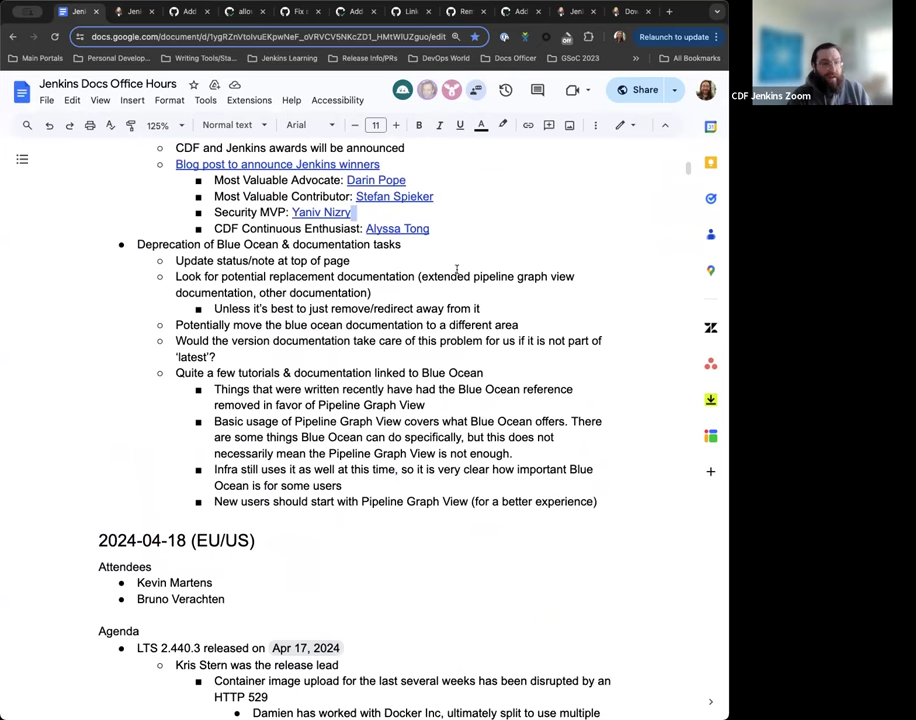 Jenk
Jenk
Add
allow
Fix
Add
Link
Rem
Add
Jen
Dow
docs.google.com/document/d/1ygRZnVtolvuEKpwNeF_oVRVCV5NKcZD1_HMtWlUZguo/edit
Relaunch to update
Main Portals
Personal Develop...
Writing Tools/Sta...
Jenkins Learning
Release Info/PRs
DevOps World
Docs Officer
GSoC 2023
All Bookmarks
Jenkins Docs Office Hours
File Edit View Insert Format Tools Extensions Help Accessibility
Share
125%
Normal text
Arial
11
CDF and Jenkins awards will be announced
Blog post to announce Jenkins winners
Most Valuable Advocate: Darin Pope
Most Valuable Contributor: Stefan Spieker
Security MVP: Yaniv Nizry
CDF Continuous Enthusiast: Alyssa Tong
Deprecation of Blue Ocean & documentation tasks
Update status/note at top of page
Look for potential replacement documentation (extended pipeline graph view
documentation, other documentation)
Unless it's best to just remove/redirect away from it
Potentially move the blue ocean documentation to a different area
Would the version documentation take care of this problem for us if it is not part of
'latest'?
Quite a few tutorials & documentation linked to Blue Ocean
Things that were written recently have had the Blue Ocean reference
removed in favor of Pipeline Graph View
Basic usage of Pipeline Graph View covers what Blue Ocean offers. There
are some things Blue Ocean can do specifically, but this does not
necessarily mean the Pipeline Graph View is not enough.
Infra still uses it as well at this time, so it is very clear how important Blue
Ocean is for some users
New users should start with Pipeline Graph View (for a better experience)
2024-04-18 (EU/US)
Attendees
Kevin Martens
Bruno Verachten
Agenda
LTS 2.440.3 released on Apr 17, 2024
Kris Stern was the release lead
Container image upload for the last several weeks has been disrupted by an
HTTP 529
Damien has worked with Docker Inc, ultimately split to use multiple
CDF Jenkins Zoom